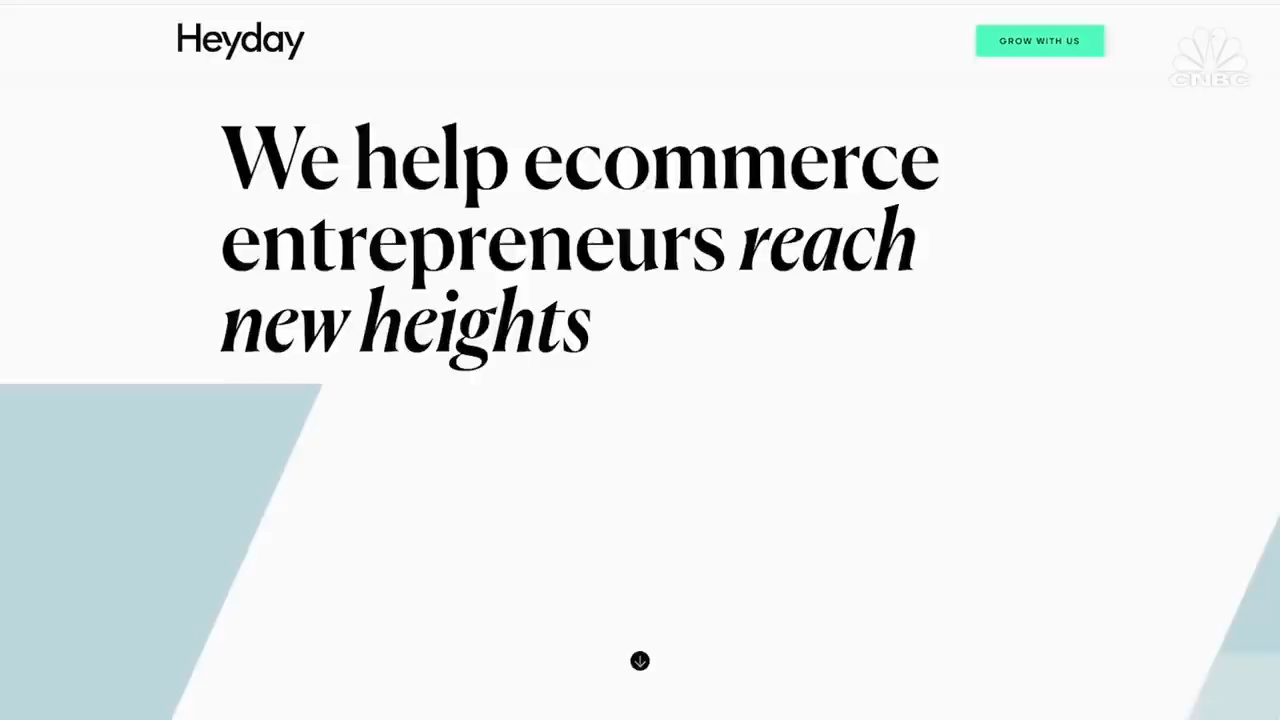 Heyday
GROW WITH US
CNBC
We help ecommerce
entrepreneurs reach
new heights